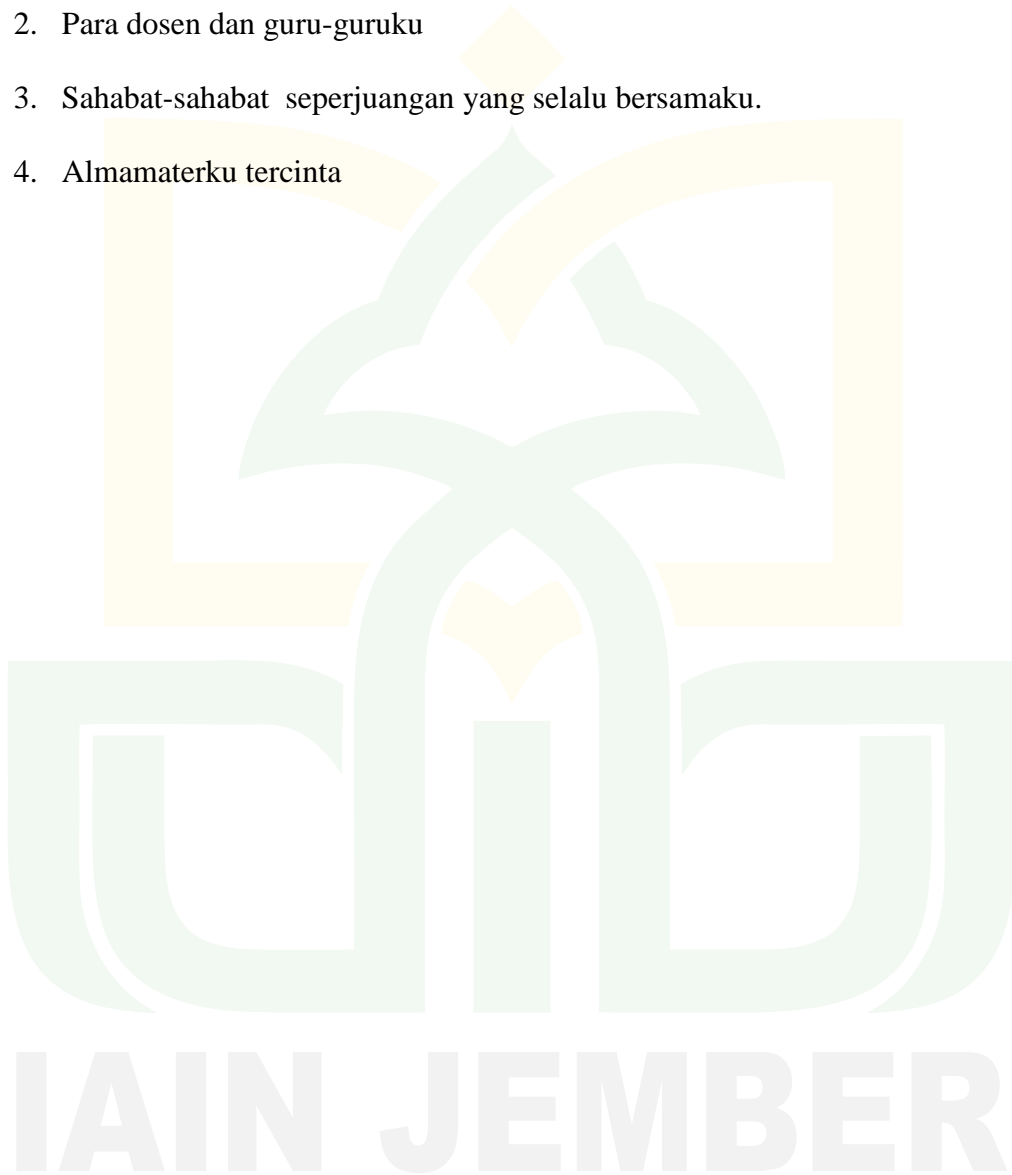 2. Para dosen dan guru-guruku
3. Sahabat-sahabat  seperjuangan yang selalu bersamaku.
4. Almamaterku tercinta
IAIN JEMBER